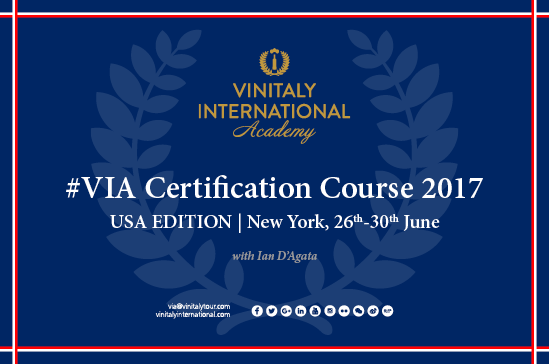 VINITALY
INTERNATIONAL
Academy
#VIA Certification Course 2017
USA EDITION | New York, 26th-30th June
with Ian D'Agata
via@vinitalytour.com
vinitalyinternational.com